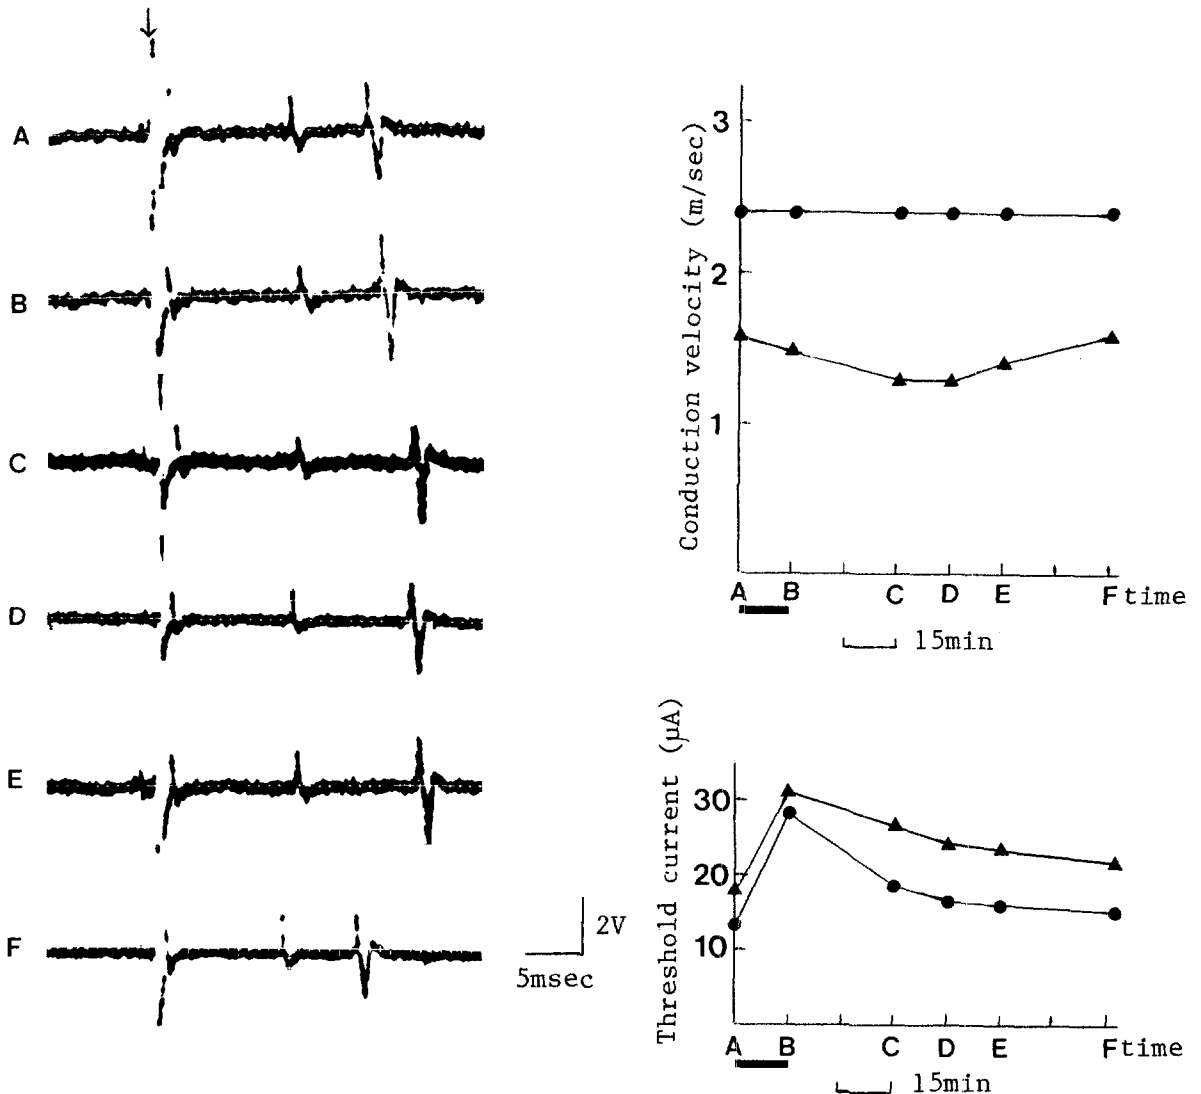 A
B
C
D
E
F
2V
5msec
Conduction velocity (m/sec)
3
2
1
A B C D E F time
15min
Threshold current (µA)
30
20
10
A B C D E F time
15min